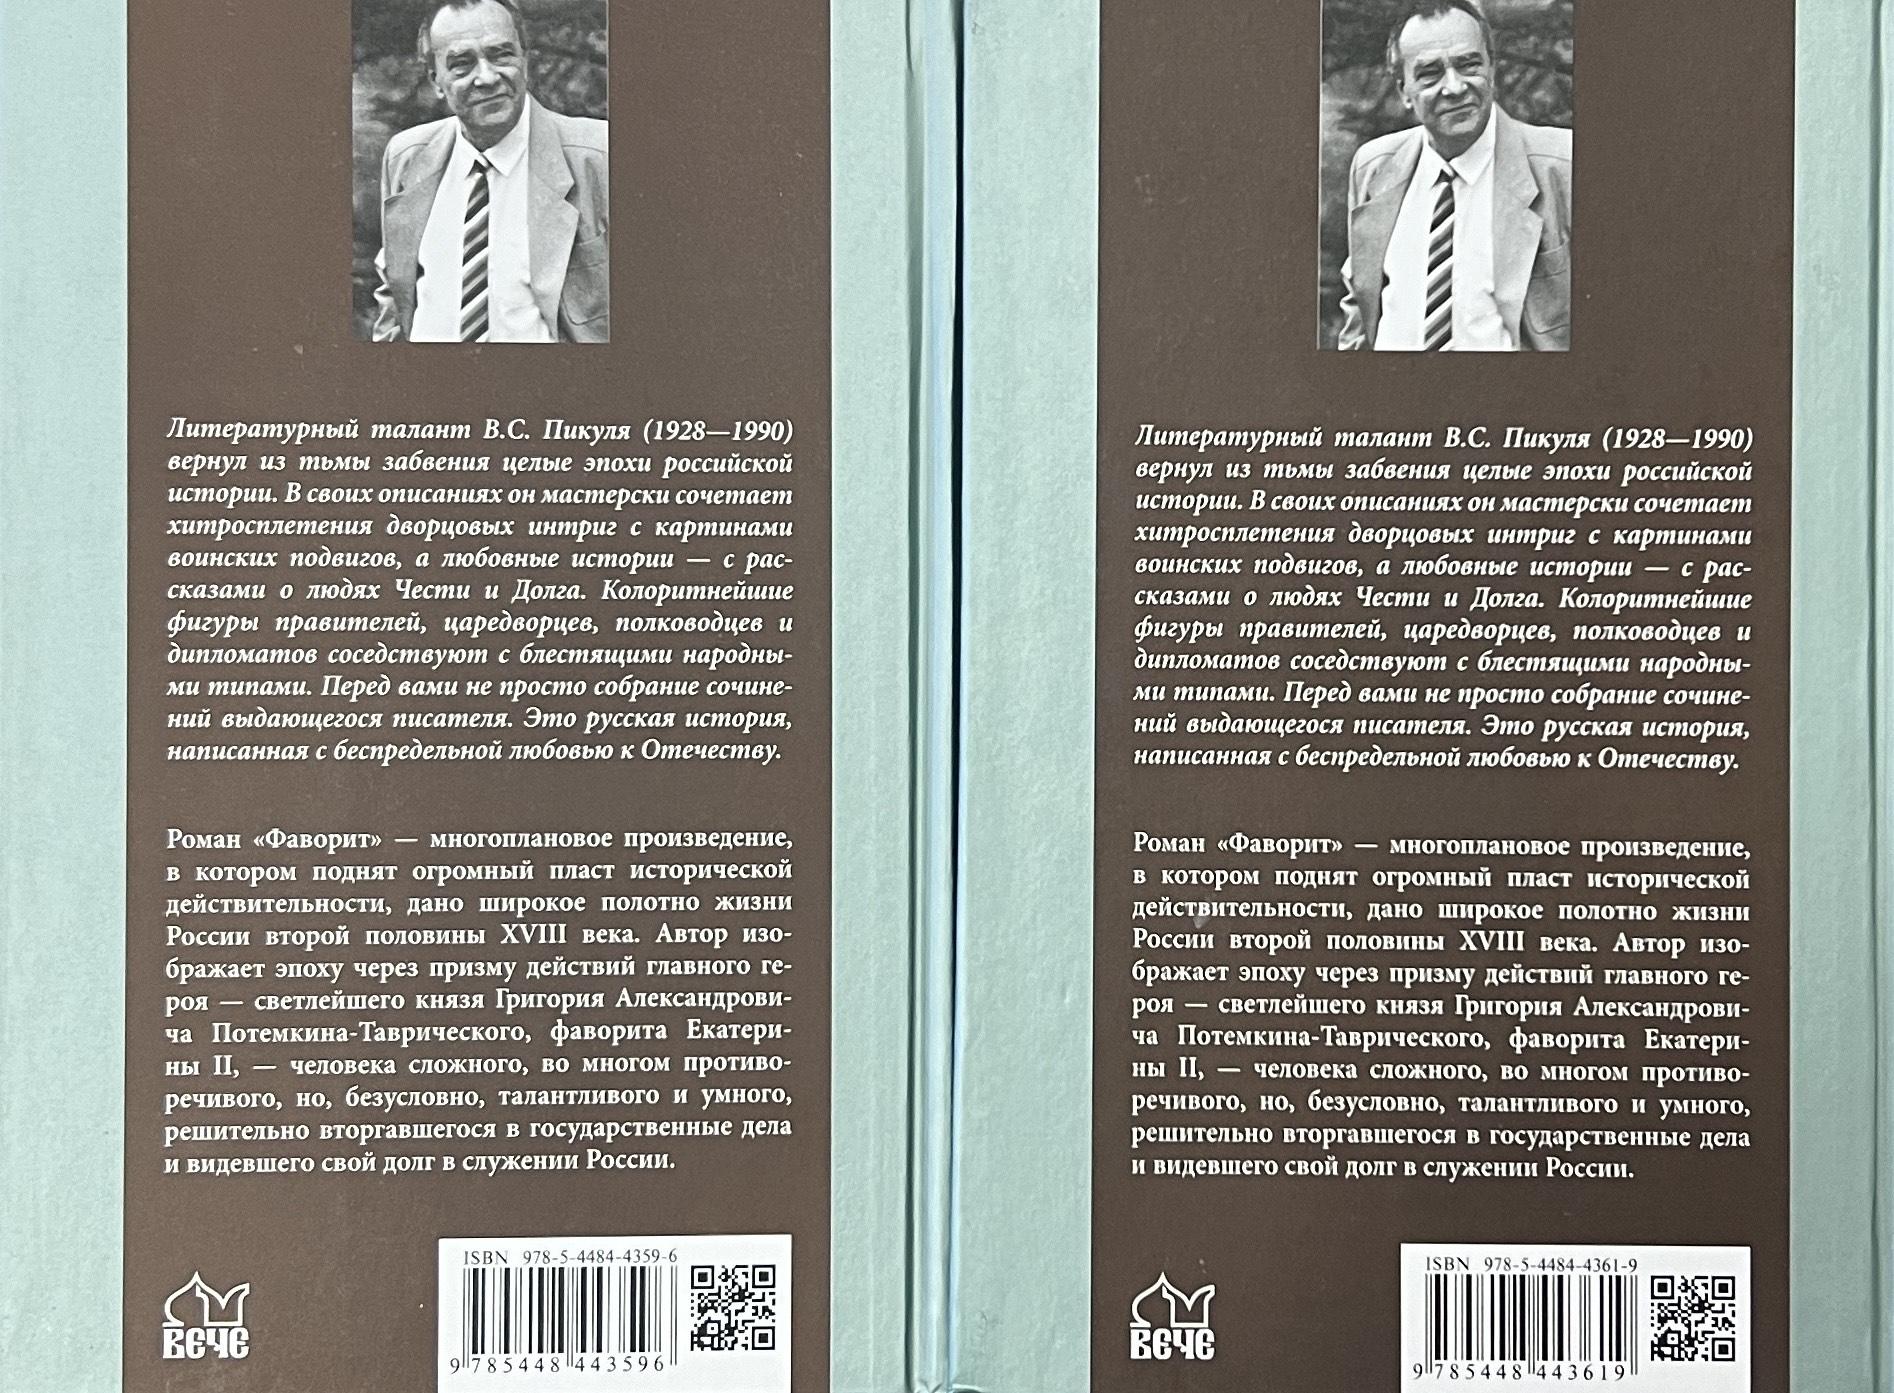 Литературный талант В.С. Пикуля (1928—1990)
вернул из тьмы забвения целые эпохи российской
истории. В своих описаниях он мастерски сочетает
хитросплетения дворцовых интриг с картинами
воинских подвигов, а любовные истории — с рас-
сказами о людях Чести и Долга. Колоритнейшие
фигуры правителей, царедворцев, полководцев и
дипломатов соседствуют с блестящими народны-
ми типами. Перед вами не просто собрание сочине-
ний выдающегося писателя. Это русская история,
написанная с беспредельной любовью к Отечеству.
Роман «Фаворит» — многоплановое произведение,
в котором поднят огромный пласт исторической
действительности, дано широкое полотно жизни
России второй половины XVIII века. Автор изо-
бражает эпоху через призму действий главного ге-
роя — светлейшего князя Григория Александрови-
ча Потемкина-Таврического, фаворита Екатери-
ны II, — человека сложного, во многом противо-
речивого, но, безусловно, талантливого и умного,
решительно вторгавшегося в государственные дела
и видевшего свой долг в служении России.
ВЕЧЕ
ISBN 978-5-4484-4359-6
9 785448 443596
Литературный талант В.С. Пикуля (1928—1990)
вернул из тьмы забвения целые эпохи российской
истории. В своих описаниях он мастерски сочетает
хитросплетения дворцовых интриг с картинами
воинских подвигов, а любовные истории — с рас-
сказами о людях Чести и Долга. Колоритнейшие
фигуры правителей, царедворцев, полководцев и
дипломатов соседствуют с блестящими народны-
ми типами. Перед вами не просто собрание сочине-
ний выдающегося писателя. Это русская история,
написанная с беспредельной любовью к Отечеству.
Роман «Фаворит» — многоплановое произведение,
в котором поднят огромный пласт исторической
действительности, дано широкое полотно жизни
России второй половины XVIII века. Автор изо-
бражает эпоху через призму действий главного ге-
роя — светлейшего князя Григория Александрови-
ча Потемкина-Таврического, фаворита Екатери-
ны II, — человека сложного, во многом противо-
речивого, но, безусловно, талантливого и умного,
решительно вторгавшегося в государственные дела
и видевшего свой долг в служении России.
ВЕЧЕ
ISBN 978-5-4484-4361-9
9 785448 443619